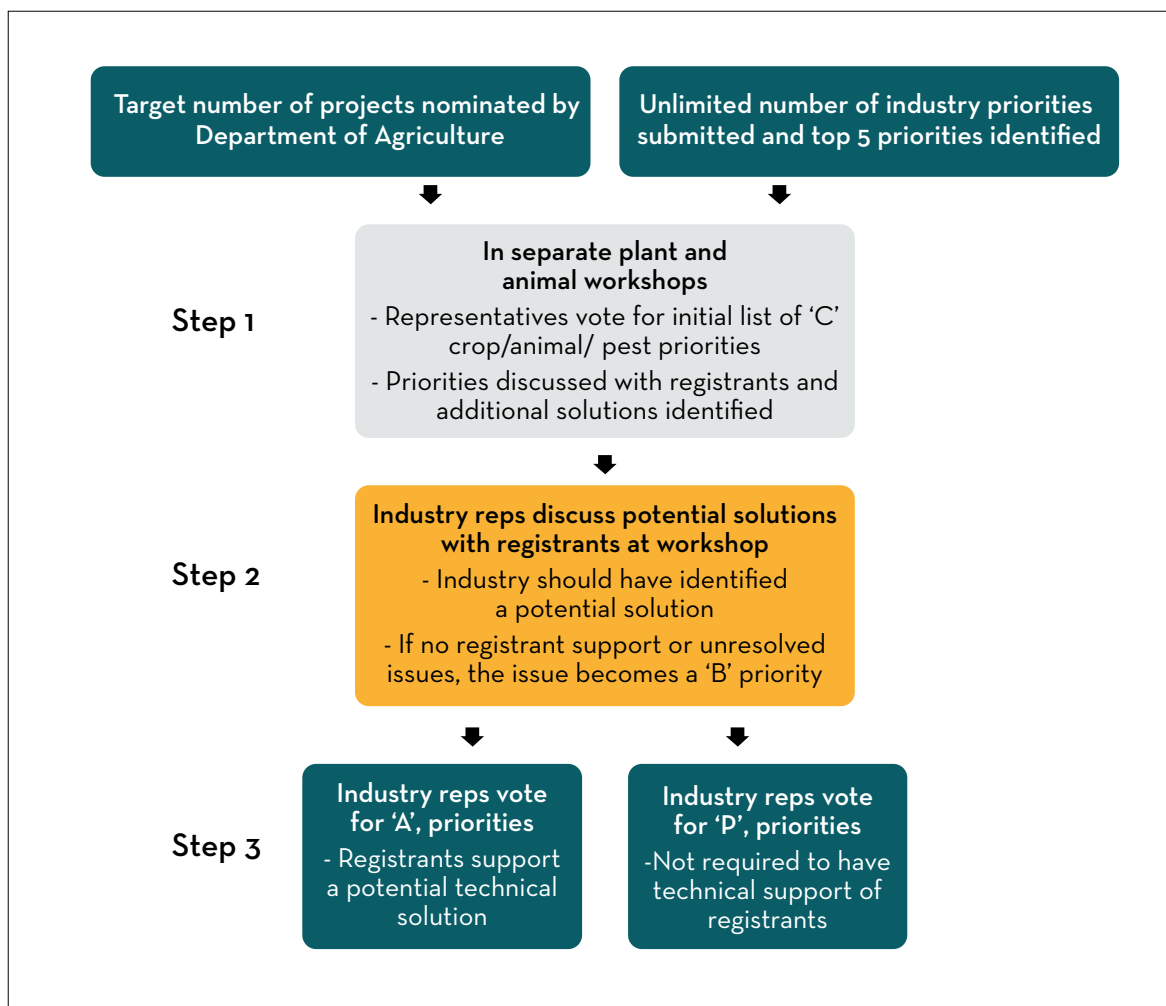 Target number of projects nominated by
Department of Agriculture
Unlimited number of industry priorities
submitted and top 5 priorities identified
Step 1
In separate plant and
animal workshops
- Representatives vote for initial list of ‘C’
crop/animal/ pest priorities
- Priorities discussed with registrants and
additional solutions identified
Step 2
Industry reps discuss potential solutions
with registrants at workshop
- Industry should have identified
a potential solution
- If no registrant support or unresolved
issues, the issue becomes a ‘B’ priority
Step 3
Industry reps vote
for ‘A’, priorities
- Registrants support
a potential technical
solution
Industry reps vote
for ‘P’, priorities
-Not required to have
technical support of
registrants